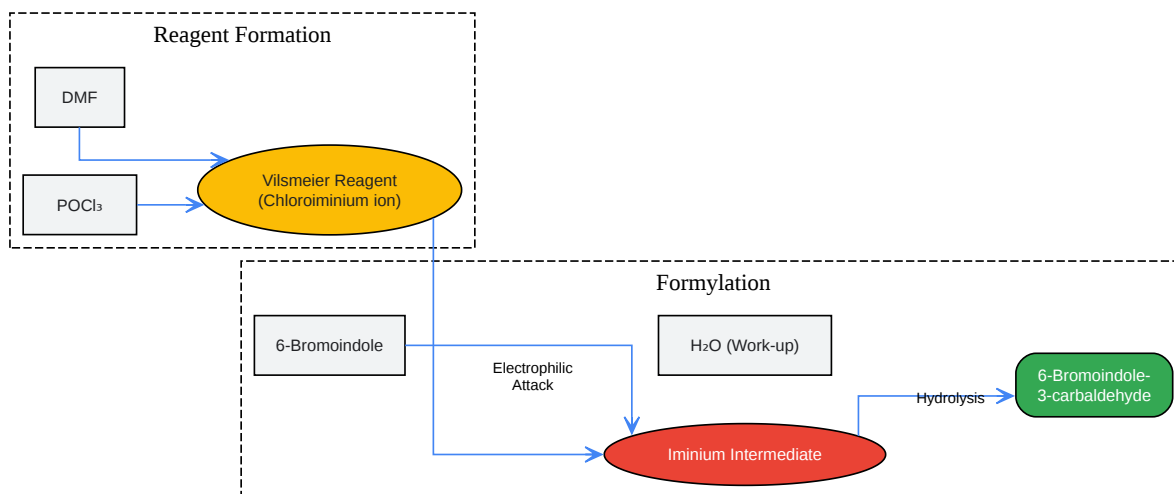 Reagent Formation
DMF
POCl₃
Vilsmeier Reagent
(Chloroiminium ion)
Formylation
6-Bromoindole
H₂O (Work-up)
Electrophilic
Attack
6-Bromoindole-
3-carbaldehyde
Hydrolysis
Iminium Intermediate